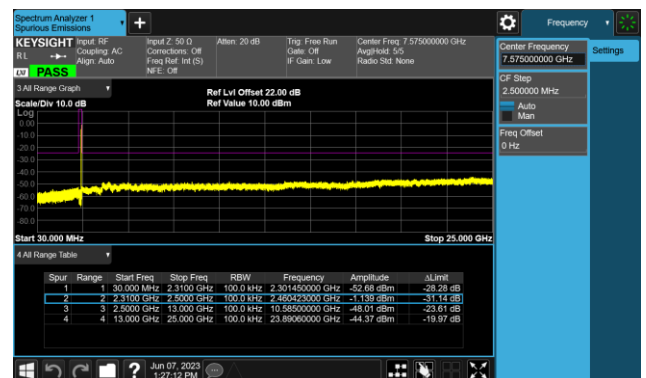 Spectrum Analyzer 1
Spurious Emissions
Frequency
KEYSIGHT
RL
LXI
PASS
Input: RF
Coupling: AC
Align: Auto
Input Z: 50 Ω
Corrections: Off
Freq Ref: Int (S)
NFE: Off
Atten: 20 dB
Trig: Free Run
Gate: Off
IF Gain: Low
Center Freq: 7.575000000 GHz
Avg|Hold: 5/5
Radio Std: None
Center Frequency
7.575000000 GHz
Settings
CF Step
2.500000 MHz
Auto
Man
Freq Offset
0 Hz
3 All Range Graph
Scale/Div 10.0 dB
Ref Lvl Offset 22.00 dB
Ref Value 10.00 dBm
Log
0.00
-10.0
-20.0
-30.0
-40.0
-50.0
-60.0
-70.0
-80.0
Start 30.000 MHz
Stop 25.000 GHz
4 All Range Table
Spur Range Start Freq Stop Freq RBW Frequency Amplitude ΔLimit
1 1 30.000 MHz 2.3100 GHz 100.0 kHz 2.301450000 GHz -52.68 dBm -28.28 dB
2 2 2.3100 GHz 2.5000 GHz 100.0 kHz 2.460423000 GHz -1.139 dBm -31.14 dB
3 3 2.5000 GHz 13.000 GHz 100.0 kHz 10.58500000 GHz -48.01 dBm -23.61 dB
4 4 13.000 GHz 25.000 GHz 100.0 kHz 23.89060000 GHz -44.37 dBm -19.97 dB
Jun 07, 2023
1:27:12 PM